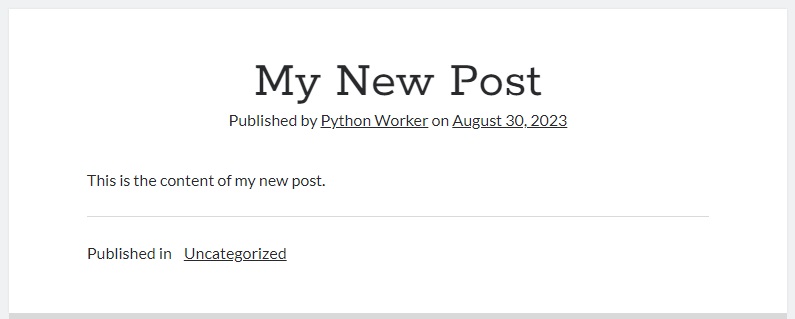 My New Post
Published by Python Worker on August 30, 2023
This is the content of my new post.
Published in Uncategorized